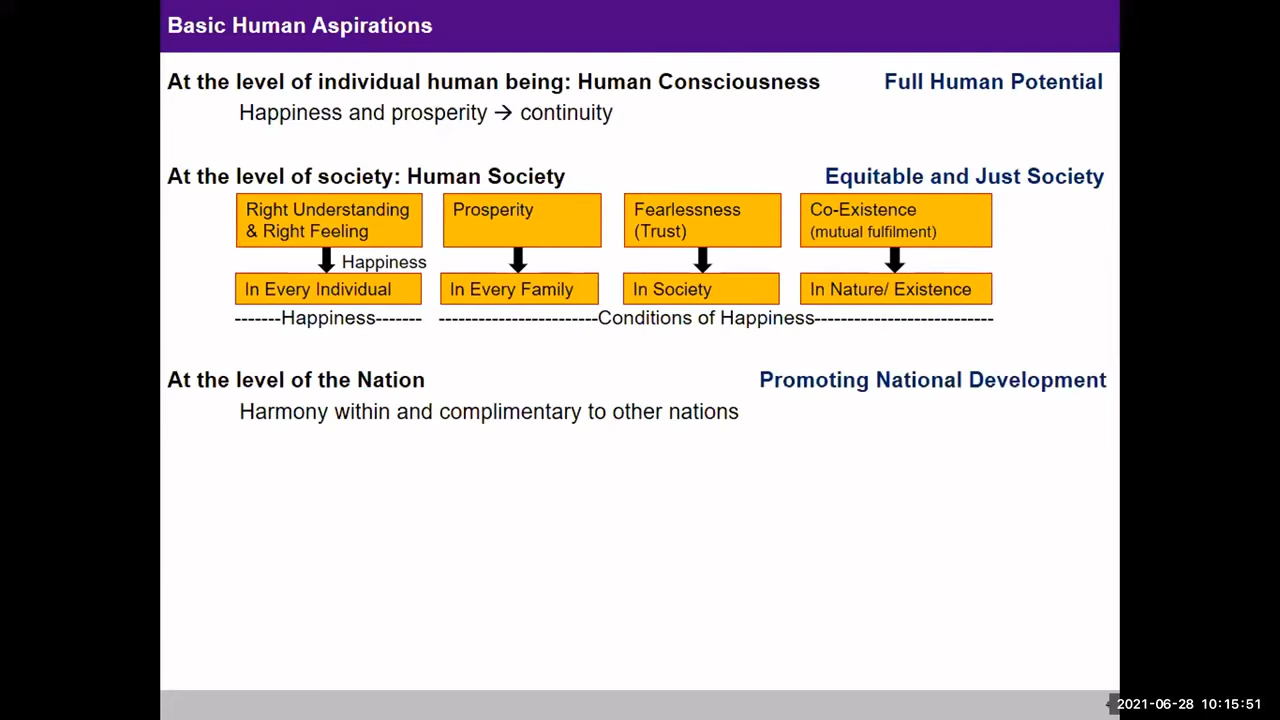 Basic Human Aspirations
At the level of individual human being: Human Consciousness Full Human Potential
Happiness and prosperity → continuity
At the level of society: Human Society Equitable and Just Society
Right Understanding
& Right Feeling
Prosperity
Fearlessness
(Trust)
Co-Existence
(mutual fulfilment)
Happiness
In Every Individual
In Every Family
In Society
In Nature/ Existence
-------Happiness------- ------------------------Conditions of Happiness---------------------------
At the level of the Nation Promoting National Development
Harmony within and complimentary to other nations
2021-06-28 10:15:51